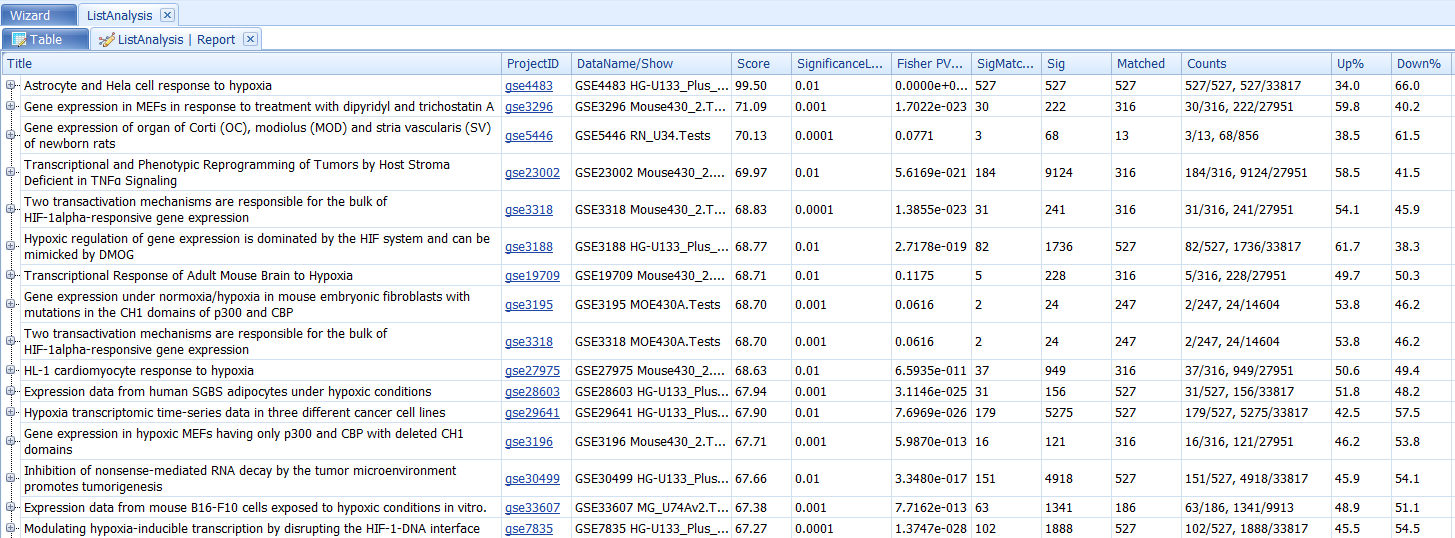 Wizard ListAnalysis
Table ListAnalysis | Report
Title ProjectID DataName/Show Score SignificanceL... Fisher PV... SigMatc... Sig Matched Counts Up% Down%
Astrocyte and Hela cell response to hypoxia gse4483 GSE4483 HG-U133_Plus_... 99.50 0.01 0.0000e+0... 527 527 527 527/527, 527/33817 34.0 66.0
Gene expression in MEFs in response to treatment with dipyridyl and trichostatin A gse3296 GSE3296 Mouse430_2.T... 71.09 0.001 1.7022e-023 30 222 316 30/316, 222/27951 59.8 40.2
Gene expression of organ of Corti (OC), modiolus (MOD) and stria vascularis (SV)
of newborn rats gse5446 GSE5446 RN_U34.Tests 70.13 0.0001 0.0771 3 68 13 3/13, 68/856 38.5 61.5
Transcriptional and Phenotypic Reprogramming of Tumors by Host Stroma
Deficient in TNFα Signaling gse23002 GSE23002 Mouse430_2.... 69.97 0.01 5.6169e-021 184 9124 316 184/316, 9124/27951 58.5 41.5
Two transactivation mechanisms are responsible for the bulk of
HIF-1alpha-responsive gene expression gse3318 GSE3318 Mouse430_2.T... 68.83 0.0001 1.3855e-023 31 241 316 31/316, 241/27951 54.1 45.9
Hypoxic regulation of gene expression is dominated by the HIF system and can be
mimicked by DMOG gse3188 GSE3188 HG-U133_Plus_... 68.77 0.01 2.7178e-019 82 1736 527 82/527, 1736/33817 61.7 38.3
Transcriptional Response of Adult Mouse Brain to Hypoxia gse19709 GSE19709 Mouse430_2.... 68.71 0.01 0.1175 5 228 316 5/316, 228/27951 49.7 50.3
Gene expression under normoxia/hypoxia in mouse embryonic fibroblasts with
mutations in the CH1 domains of p300 and CBP gse3195 GSE3195 MOE430A.Tests 68.70 0.001 0.0616 2 24 247 2/247, 24/14604 53.8 46.2
Two transactivation mechanisms are responsible for the bulk of
HIF-1alpha-responsive gene expression gse3318 GSE3318 MOE430A.Tests 68.70 0.001 0.0616 2 24 247 2/247, 24/14604 53.8 46.2
HL-1 cardiomyocyte response to hypoxia gse27975 GSE27975 Mouse430_2.... 68.63 0.01 6.5935e-011 37 949 316 37/316, 949/27951 50.6 49.4
Expression data from human SGBS adipocytes under hypoxic conditions gse28603 GSE28603 HG-U133_Plus... 67.94 0.001 3.1146e-025 31 156 527 31/527, 156/33817 51.8 48.2
Hypoxia transcriptomic time-series data in three different cancer cell lines gse29641 GSE29641 HG-U133_Plus... 67.90 0.01 7.6969e-026 179 5275 527 179/527, 5275/33817 42.5 57.5
Gene expression in hypoxic MEFs having only p300 and CBP with deleted CH1
domains gse3196 GSE3196 Mouse430_2.T... 67.71 0.001 5.9870e-013 16 121 316 16/316, 121/27951 46.2 53.8
Inhibition of nonsense-mediated RNA decay by the tumor microenvironment
promotes tumorigenesis gse30499 GSE30499 HG-U133_Plus... 67.66 0.01 3.3480e-017 151 4918 527 151/527, 4918/33817 45.9 54.1
Expression data from mouse B16-F10 cells exposed to hypoxic conditions in vitro. gse33607 GSE33607 MG_U74Av2.T... 67.38 0.001 7.7162e-013 63 1341 186 63/186, 1341/9913 48.9 51.1
Modulating hypoxia-inducible transcription by disrupting the HIF-1-DNA interface gse7835 GSE7835 HG-U133_Plus_... 67.27 0.0001 1.3747e-028 102 1888 527 102/527, 1888/33817 45.5 54.5